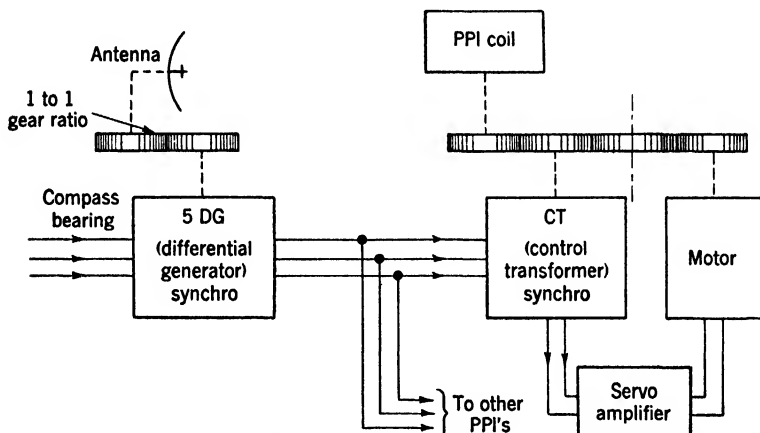 PPI coil
Antenna
1 to 1
gear ratio
Compass
bearing
5 DG
(differential
generator)
synchro
CT
(control
transformer)
synchro
Motor
Servo
amplifier
To other
PPI's